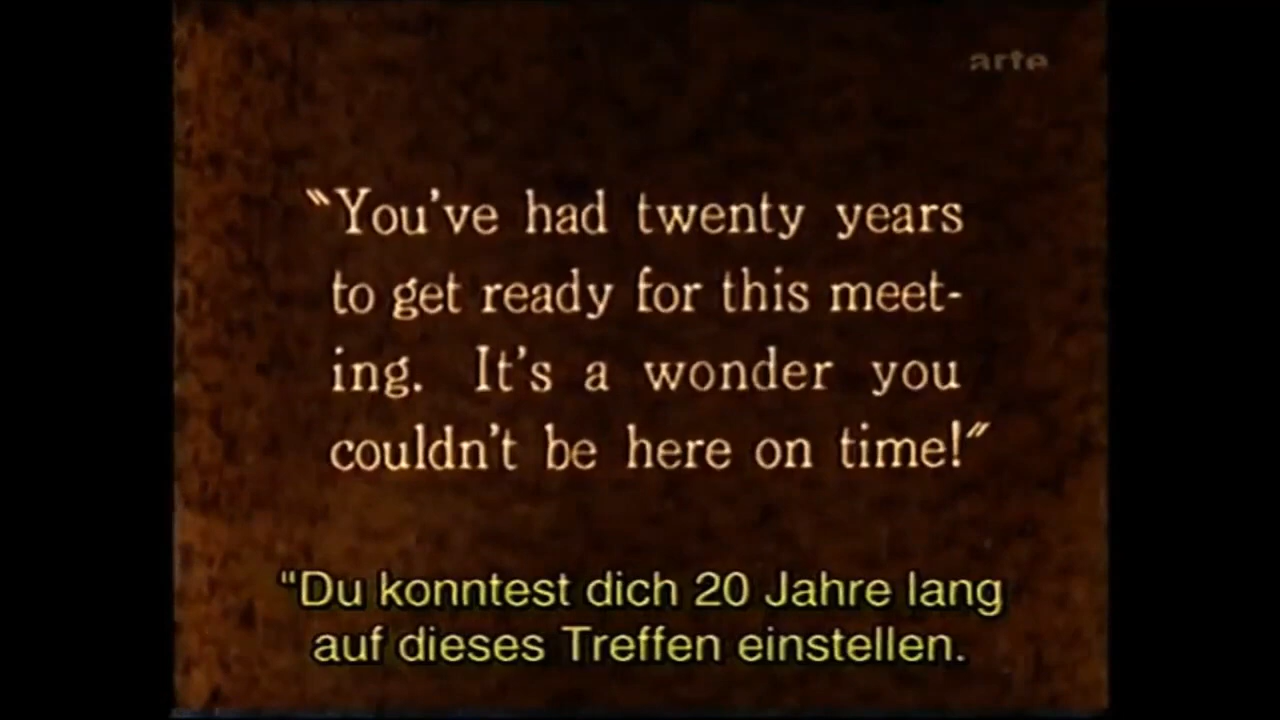 arte
“You've had twenty years
to get ready for this meet-
ing. It's a wonder you
couldn't be here on time!”
"Du konntest dich 20 Jahre lang
auf dieses Treffen einstellen.